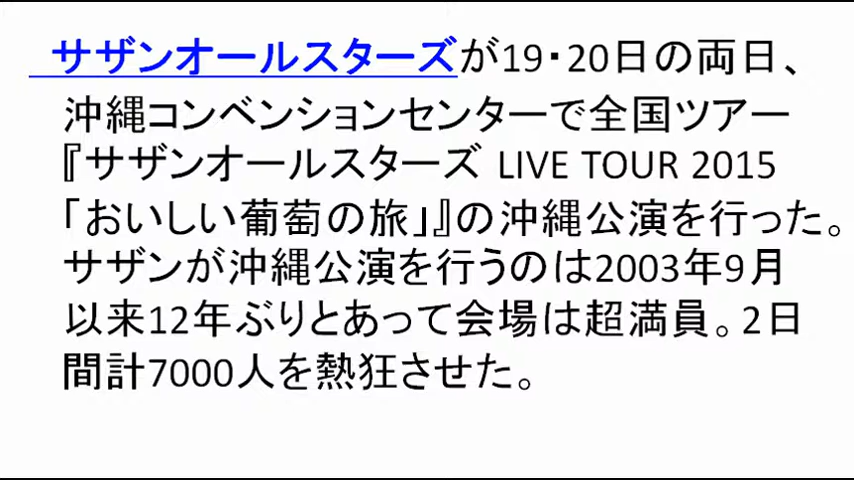 サザンオールスターズが19・20日の両日、
沖縄コンベンションセンターで全国ツアー
『サザンオールスターズ LIVE TOUR 2015
「おいしい葡萄の旅」』の沖縄公演を行った。
サザンが沖縄公演を行うのは2003年9月
以来12年ぶりとあって会場は超満員。2日
間計7000人を熱狂させた。